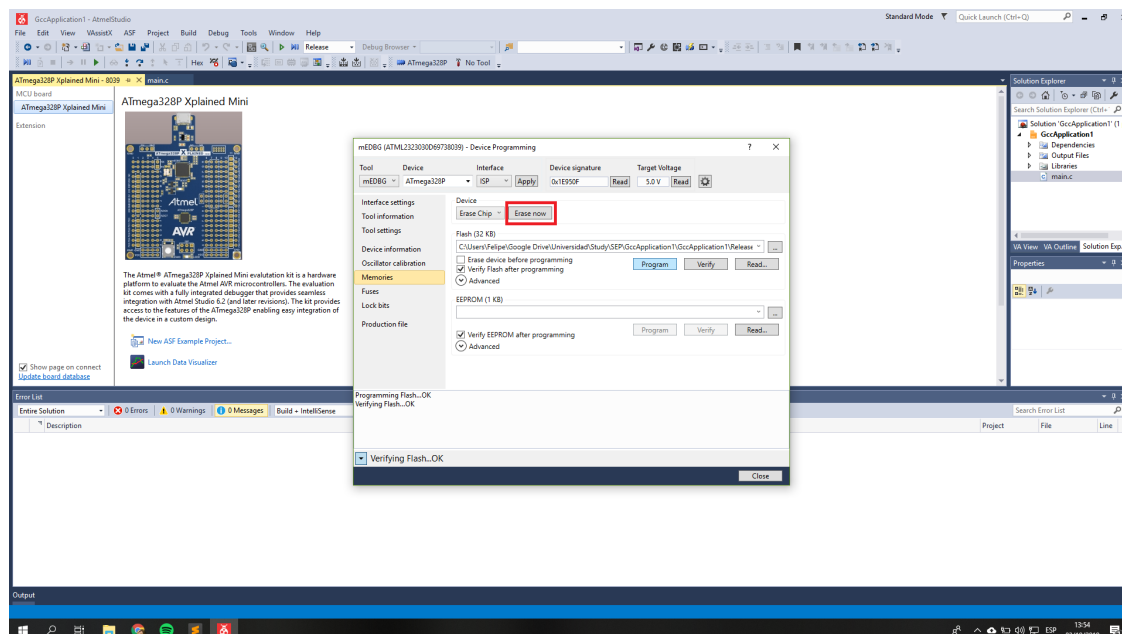 GccApplication1 - AtmelStudio
Standard Mode
Quick Launch (Ctrl+Q)
File Edit View VAssistX ASF Project Build Debug Tools Window Help
Release
Debug Browser
Hex
ATmega328P
No Tool
ATmega328P Xplained Mini - 8039
main.c
MCU board
ATmega328P Xplained Mini
Extension
ATmega328P Xplained Mini
Atmel
AVR
The Atmel® ATmega328P Xplained Mini evalutation kit is a hardware
platform to evaluate the Atmel AVR microcontrollers. The evaluation
kit comes with a fully integrated debugger that provides seamless
integration with Atmel Studio 6.2 (and later revisions). The kit provides
access to the features of the ATmega328P enabling easy integration of
the device in a custom design.
New ASF Example Project...
Launch Data Visualizer
Show page on connect
Update board database
mEDBG (ATML2323030D69738039) - Device Programming
Tool Device Interface Device signature Target Voltage
mEDBG ATmega328P ISP Apply 0x1E950F Read 5.0 V Read
Interface settings
Tool information
Tool settings
Device information
Oscillator calibration
Memories
Fuses
Lock bits
Production file
Device
Erase Chip Erase now
Flash (32 KB)
C:\Users\Felipe\Google Drive\Universidad\Study\SEP\GccApplication1\GccApplication1\Release ...
Erase device before programming
Verify Flash after programming
Program Verify Read...
Advanced
EEPROM (1 KB)
...
Program Verify Read...
Verify EEPROM after programming
Advanced
Programming Flash...OK
Verifying Flash...OK
Verifying Flash...OK
Close
Solution Explorer
Search Solution Explorer (Ctrl+
Solution 'GccApplication1' (1
GccApplication1
Dependencies
Output Files
Libraries
main.c
VA View VA Outline Solution Exp
Properties
Error List
Entire Solution 0 Errors 0 Warnings 0 Messages Build + IntelliSense
Search Error List
Description Project File Line
Output
ESP
13:54